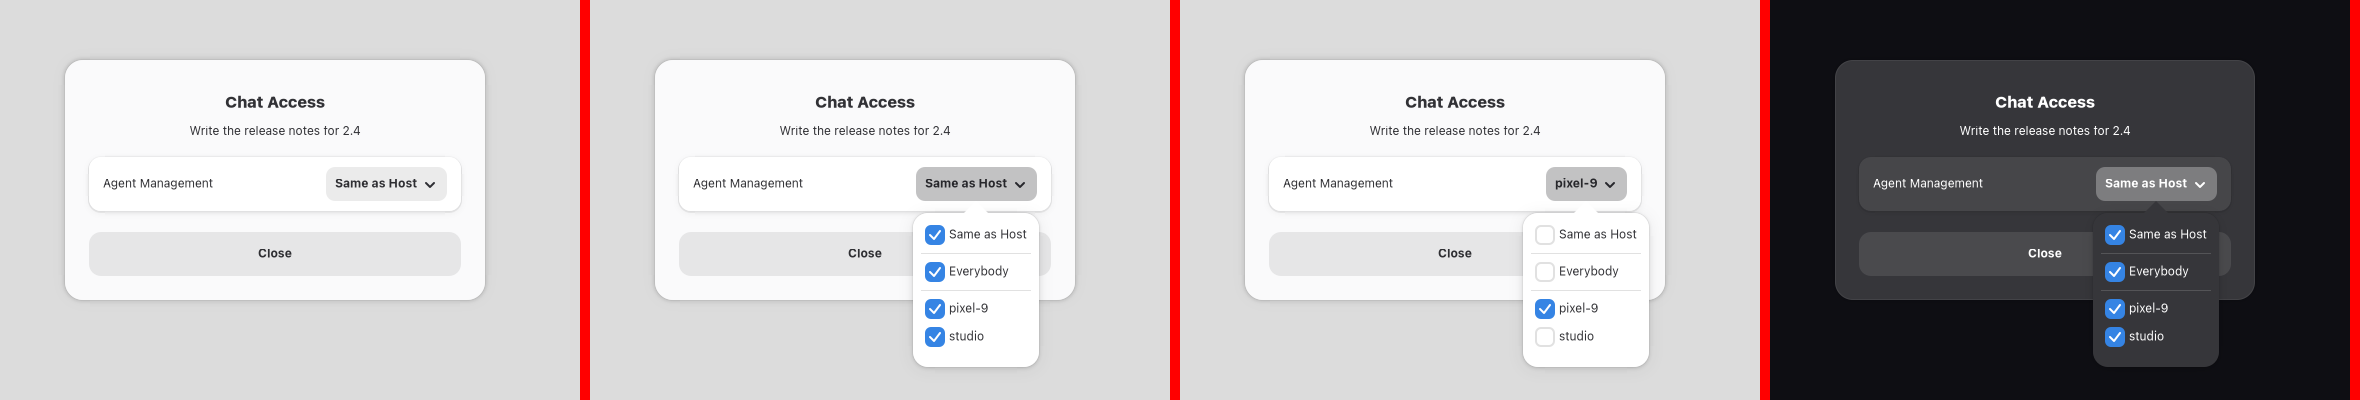 Chat Access
Write the release notes for 2.4
Agent Management Same as Host
Close
Chat Access
Write the release notes for 2.4
Agent Management Same as Host
Same as Host
Close
Everybody
pixel-9
studio
Chat Access
Write the release notes for 2.4
Agent Management pixel-9
Same as Host
Close
Everybody
pixel-9
studio
Chat Access
Write the release notes for 2.4
Agent Management Same as Host
Same as Host
Close
Everybody
pixel-9
studio